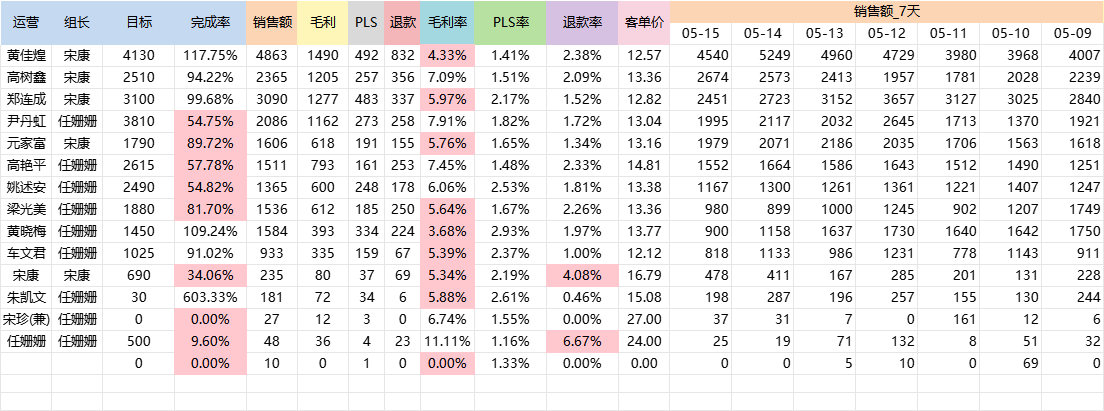 运营 组长 目标 完成率 销售额 毛利 PLS 退款 毛利率 PLS率 退款率 客单价 销售额_7天
05-15 05-14 05-13 05-12 05-11 05-10 05-09
黄佳煌 宋康 4130 117.75% 4863 1490 492 832 4.33% 1.41% 2.38% 12.57 4540 5249 4960 4729 3980 3968 4007
高树鑫 宋康 2510 94.22% 2365 1205 257 356 7.09% 1.51% 2.09% 13.36 2674 2573 2413 1957 1781 2028 2239
郑连成 宋康 3100 99.68% 3090 1277 483 337 5.97% 2.17% 1.52% 12.82 2451 2723 3152 3657 3127 3025 2840
尹丹虹 任姗姗 3810 54.75% 2086 1162 273 258 7.91% 1.82% 1.72% 13.04 1995 2117 2032 2645 1713 1370 1921
元家富 宋康 1790 89.72% 1606 618 191 155 5.76% 1.65% 1.34% 13.16 1979 2071 2186 2035 1706 1563 1618
高艳平 任姗姗 2615 57.78% 1511 793 161 253 7.45% 1.48% 2.33% 14.81 1552 1664 1586 1643 1512 1490 1251
姚述安 任姗姗 2490 54.82% 1365 600 248 178 6.06% 2.53% 1.81% 13.38 1167 1300 1261 1361 1221 1407 1247
梁光美 任姗姗 1880 81.70% 1536 612 185 250 5.64% 1.67% 2.26% 13.36 980 899 1000 1245 902 1207 1749
黄晓梅 任姗姗 1450 109.24% 1584 393 334 224 3.68% 2.93% 1.97% 13.77 900 1158 1637 1730 1640 1642 1750
车文君 任姗姗 1025 91.02% 933 335 159 67 5.39% 2.37% 1.00% 12.12 818 1133 986 1231 778 1143 911
宋康 宋康 690 34.06% 235 80 37 69 5.34% 2.19% 4.08% 16.79 478 411 167 285 201 131 228
朱凯文 任姗姗 30 603.33% 181 72 34 6 5.88% 2.61% 0.46% 15.08 198 287 196 257 155 130 244
宋珍(兼) 任姗姗 0 0.00% 27 12 3 0 6.74% 1.55% 0.00% 27.00 37 31 7 0 161 12 6
任姗姗 任姗姗 500 9.60% 48 36 4 23 11.11% 1.16% 6.67% 24.00 25 19 71 132 8 51 32
0 0.00% 10 0 1 0 0.00% 1.33% 0.00% 0.00 0 0 5 10 0 69 0